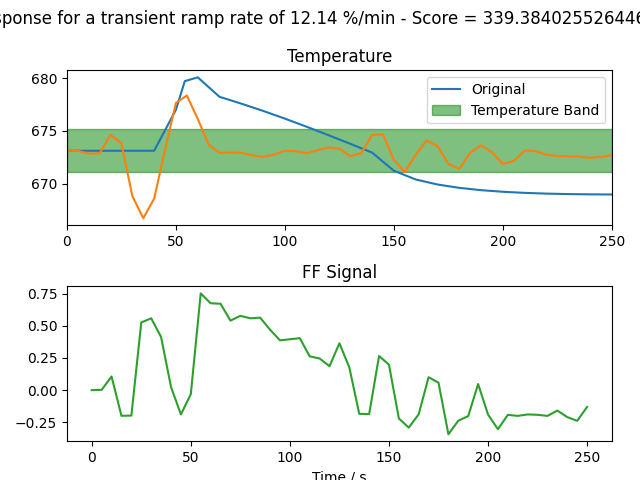 sponse for a transient ramp rate of 12.14 %/min - Score = 339.384025526446
Temperature
680
675
670
Original
Temperature Band
0 50 100 150 200 250
FF Signal
0.75
0.50
0.25
0.00
−0.25
0 50 100 150 200 250
Time / s